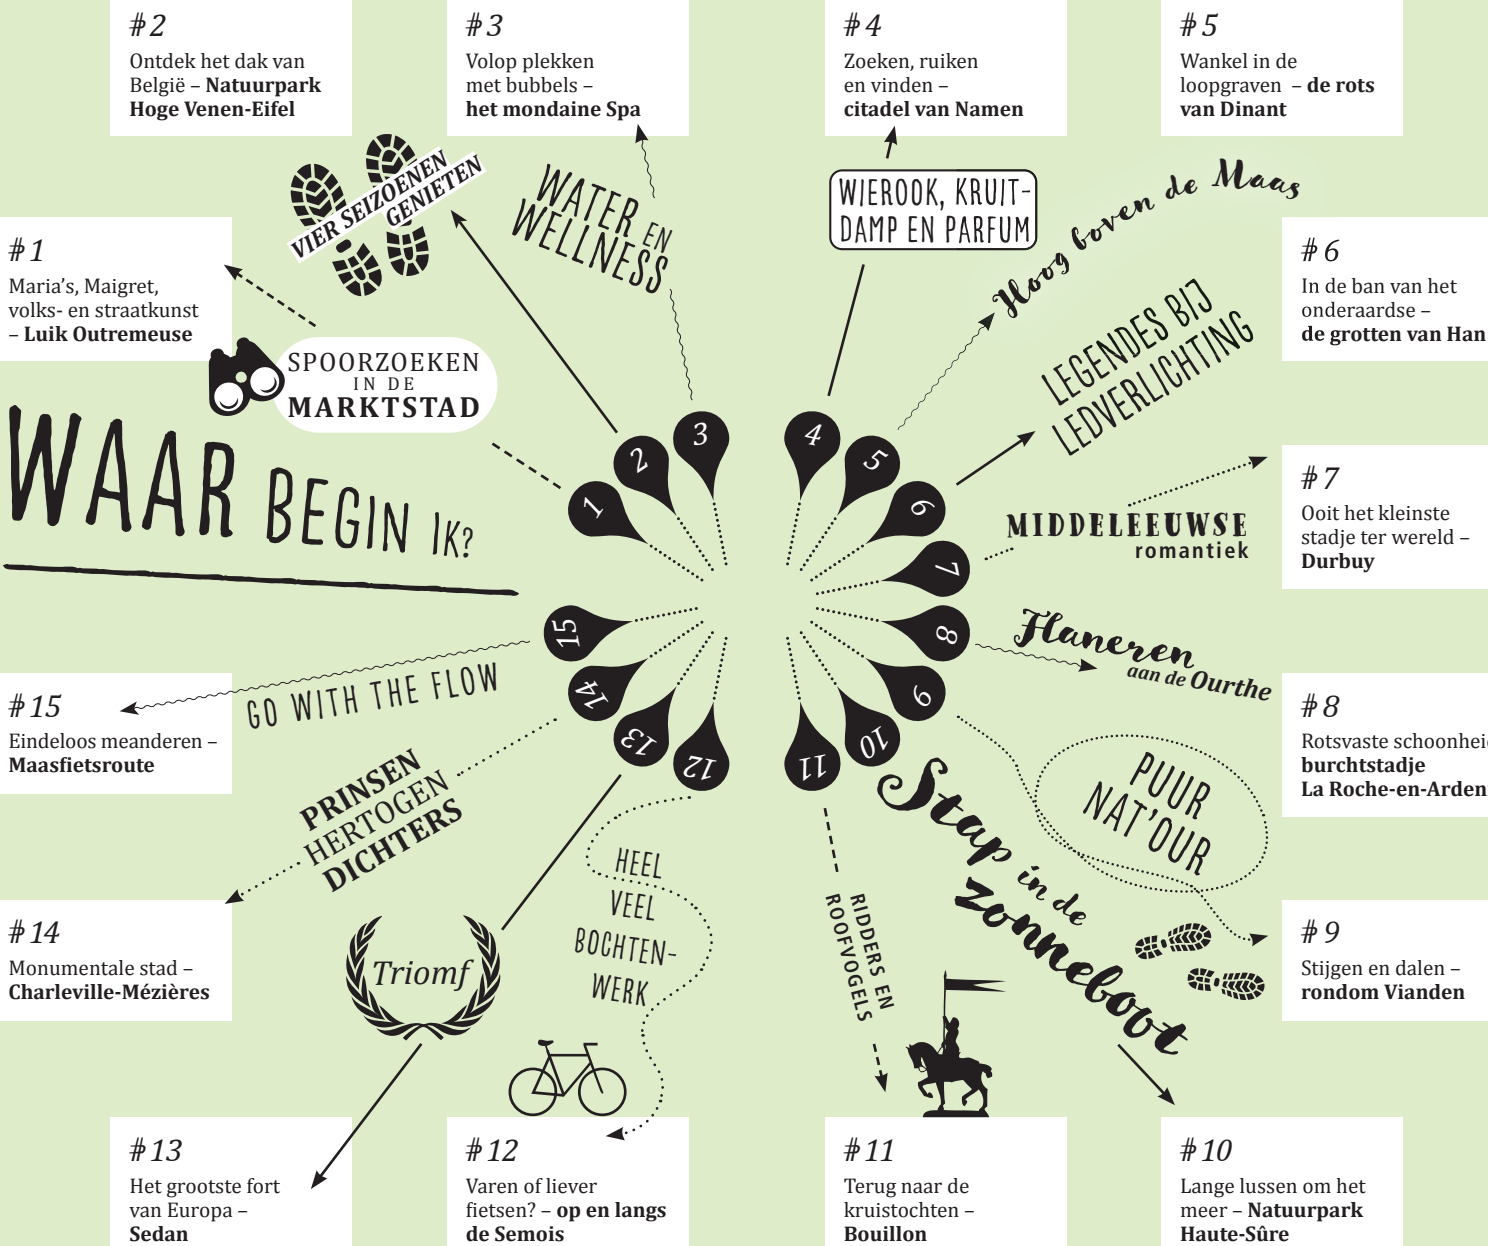 #2
Ontdek het dak van
België – Natuurpark
Hoge Venen-Eifel
#3
Volop plekken
met bubbels –
het mondaine Spa
#4
Zoeken, ruiken
en vinden –
citadel van Namen
#5
Wankel in de
loopgraven – de rots
van Dinant
#1
Maria's, Maigret,
volks- en straatkunst
– Luik Outremeuse
VIER SEIZOENEN
GENIETEN
WATER EN
WELLNESS
WIEROOK, KRUIT-
DAMP EN PARFUM
Hoog boven de Maas
#6
In de ban van het
onderaardse –
de grotten van Han
SPOORZOEKEN
IN DE
MARKTSTAD
LEGENDES BIJ
LEDVERLICHTING
WAAR BEGIN IK?
1
2
3
4
5
6
7
8
9
10
11
12
13
14
15
MIDDELEEUWSE
romantiek
#7
Ooit het kleinste
stadje ter wereld –
Durbuy
Flaneren
aan de Ourthe
#8
Rotsvaste schoonhei
burchtstadje
La Roche-en-Arden
#15
Eindeloos meanderen –
Maasfietsroute
GO WITH THE FLOW
PRINSEN
HERTOGEN
DICHTERS
PUUR
NAT'OUR
Stap in de
zonneboot
HEEL
VEEL
BOCHTEN-
WERK
RIDDERS EN
ROOFVOGELS
Triomf
#14
Monumentale stad –
Charleville-Mézières
#9
Stijgen en dalen –
rondom Vianden
#13
Het grootste fort
van Europa –
Sedan
#12
Varen of liever
fietsen? – op en langs
de Semois
#11
Terug naar de
kruistochten –
Bouillon
#10
Lange lussen om het
meer – Natuurpark
Haute-Sûre